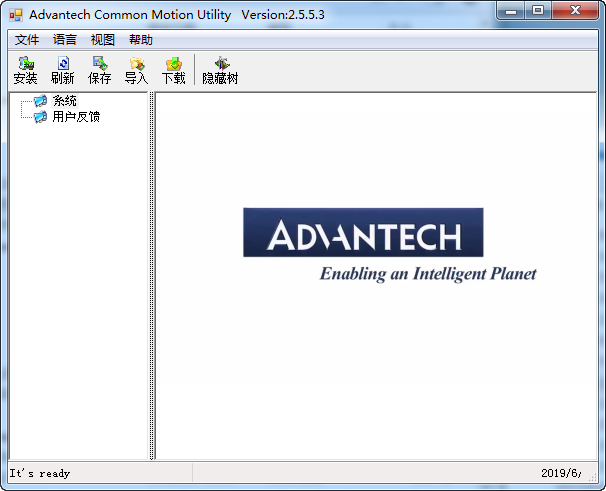 Advantech Common Motion Utility Version:2.5.5.3
文件 语言 视图 帮助
安装 刷新 保存 导入 下载 隐藏树
系统
用户反馈
ADVANTECH
Enabling an Intelligent Planet
It's ready
2019/6/